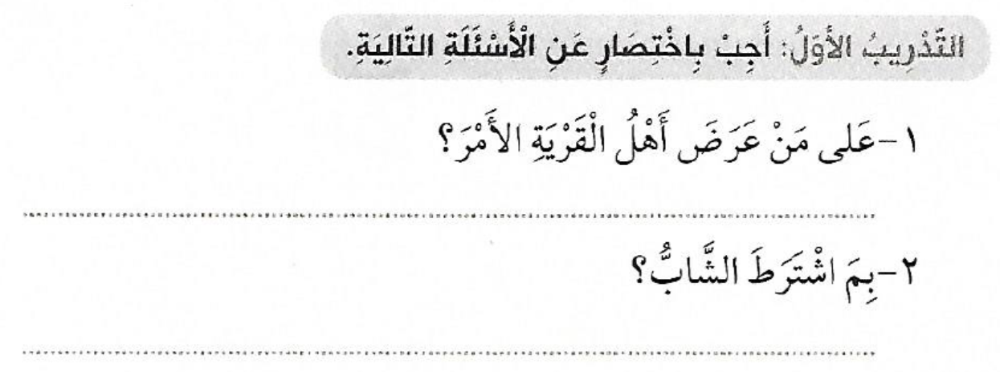 التَّدْرِيبُ الأَوَّلُ: أَجِبْ بِاخْتِصَارٍ عَنِ الْأَسْئَلَةِ التَّالِيَةِ.
١-عَلى مَنْ عَرَضَ أَهْلُ الْقَرْيَةِ الأَمْرَ؟
٢-بِمَ اشْتَرَطَ الشَّابُّ؟